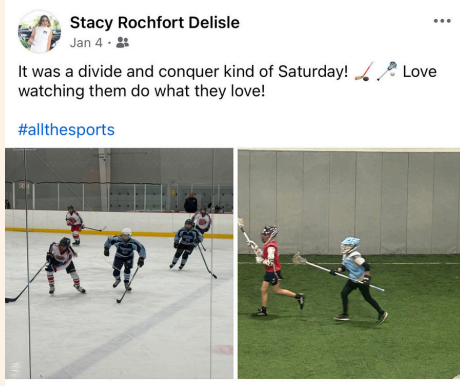 Stacy Rochfort Delisle
Jan 4 ·
It was a divide and conquer kind of Saturday! 🏒 🥍 Love
watching them do what they love!
#allthesports